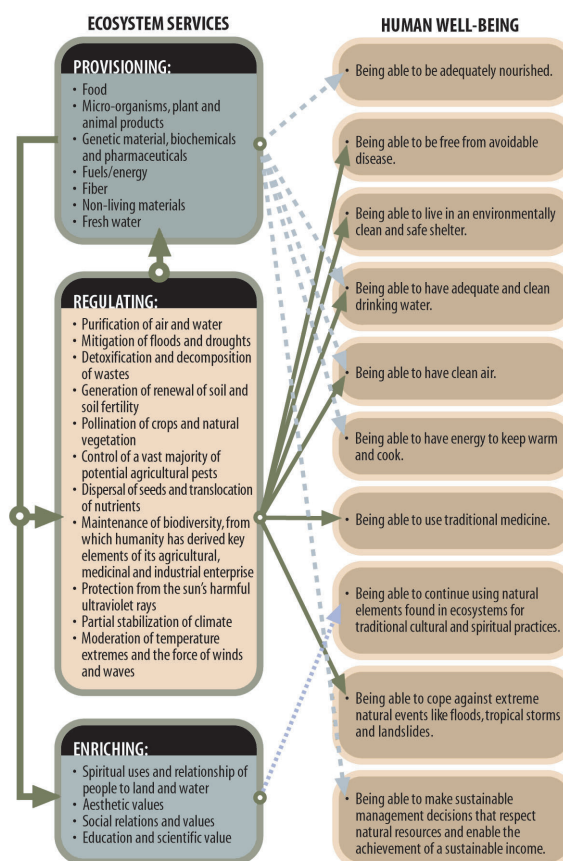 ECOSYSTEM SERVICES
PROVISIONING:
• Food
• Micro-organisms, plant and
animal products
• Genetic material, biochemicals
and pharmaceuticals
• Fuels/energy
• Fiber
• Non-living materials
• Fresh water
REGULATING:
• Purification of air and water
• Mitigation of floods and droughts
• Detoxification and decomposition
of wastes
• Generation of renewal of soil and
soil fertility
• Pollination of crops and natural
vegetation
• Control of a vast majority of
potential agricultural pests
• Dispersal of seeds and translocation
of nutrients
• Maintenance of biodiversity, from
which humanity has derived key
elements of its agricultural,
medicinal and industrial enterprise
• Protection from the sun's harmful
ultraviolet rays
• Partial stabilization of climate
• Moderation of temperature
extremes and the force of winds
and waves
ENRICHING:
• Spiritual uses and relationship of
people to land and water
• Aesthetic values
• Social relations and values
• Education and scientific value
HUMAN WELL-BEING
• Being able to be adequately nourished.
• Being able to be free from avoidable
disease.
• Being able to live in an environmentally
clean and safe shelter.
• Being able to have adequate and clean
drinking water.
• Being able to have clean air.
• Being able to have energy to keep warm
and cook.
• Being able to use traditional medicine.
• Being able to continue using natural
elements found in ecosystems for
traditional cultural and spiritual practices.
• Being able to cope against extreme
natural events like floods, tropical storms
and landslides.
• Being able to make sustainable
management decisions that respect
natural resources and enable the
achievement of a sustainable income.